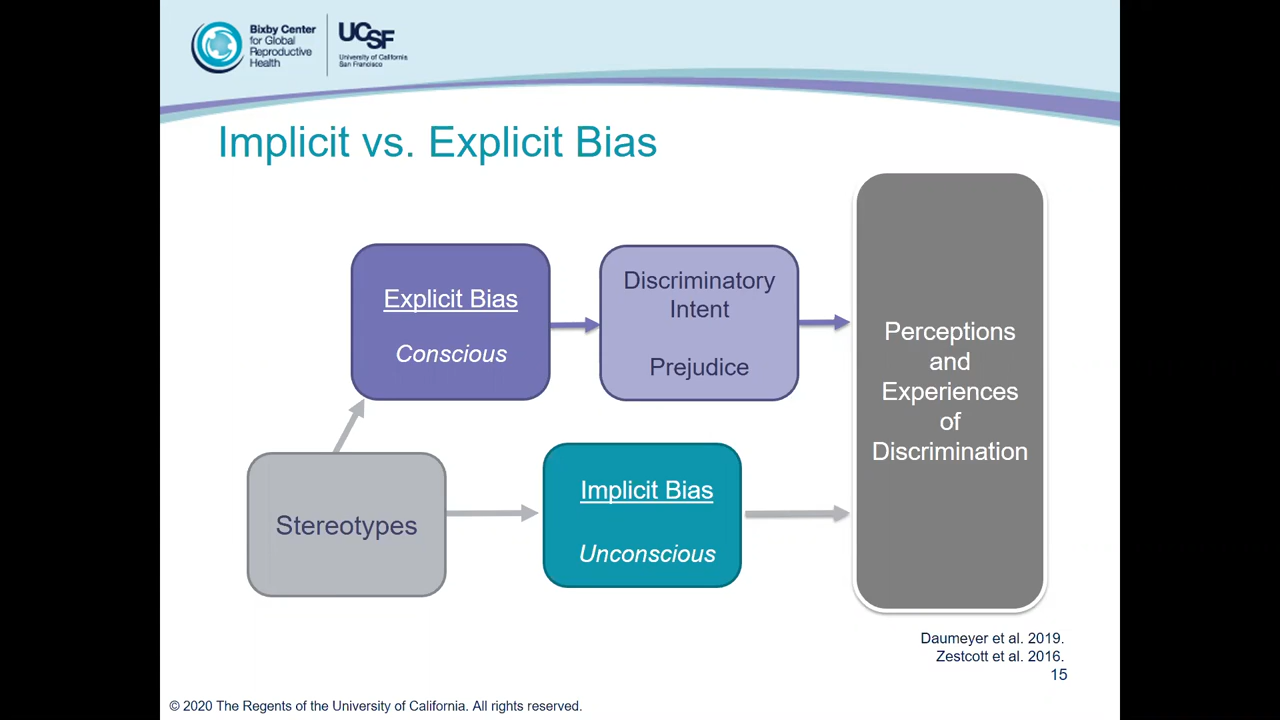 Bixby Center
for Global
Reproductive
Health
UCSF
University of California
San Francisco
Implicit vs. Explicit Bias
Explicit Bias
Conscious
Discriminatory
Intent
Prejudice
Perceptions
and
Experiences
of
Discrimination
Stereotypes
Implicit Bias
Unconscious
Daumeyer et al. 2019.
Zestcott et al. 2016.
15
© 2020 The Regents of the University of California. All rights reserved.